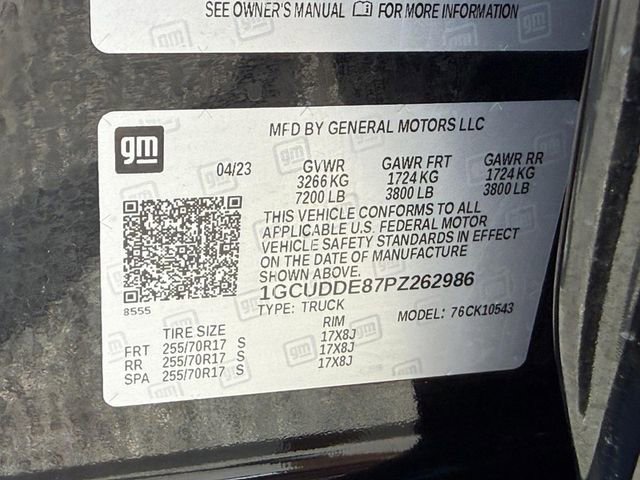 SEE OWNER'S MANUAL FOR MORE INFORMATION
gm
MFD BY GENERAL MOTORS LLC
04/23 GVWR GAWR FRT GAWR RR
3266 KG 1724 KG 1724 KG
7200 LB 3800 LB 3800 LB
THIS VEHICLE CONFORMS TO ALL
APPLICABLE U.S. FEDERAL MOTOR
VEHICLE SAFETY STANDARDS IN EFFECT
ON THE DATE OF MANUFACTURE
SHOWN ABOVE.
1GCUDDE87PZ262986
8555
TYPE: TRUCK MODEL: 76CK10543
TIRE SIZE RIM
FRT 255/70R17 S 17X8J
RR 255/70R17 S 17X8J
SPA 255/70R17 S 17X8J